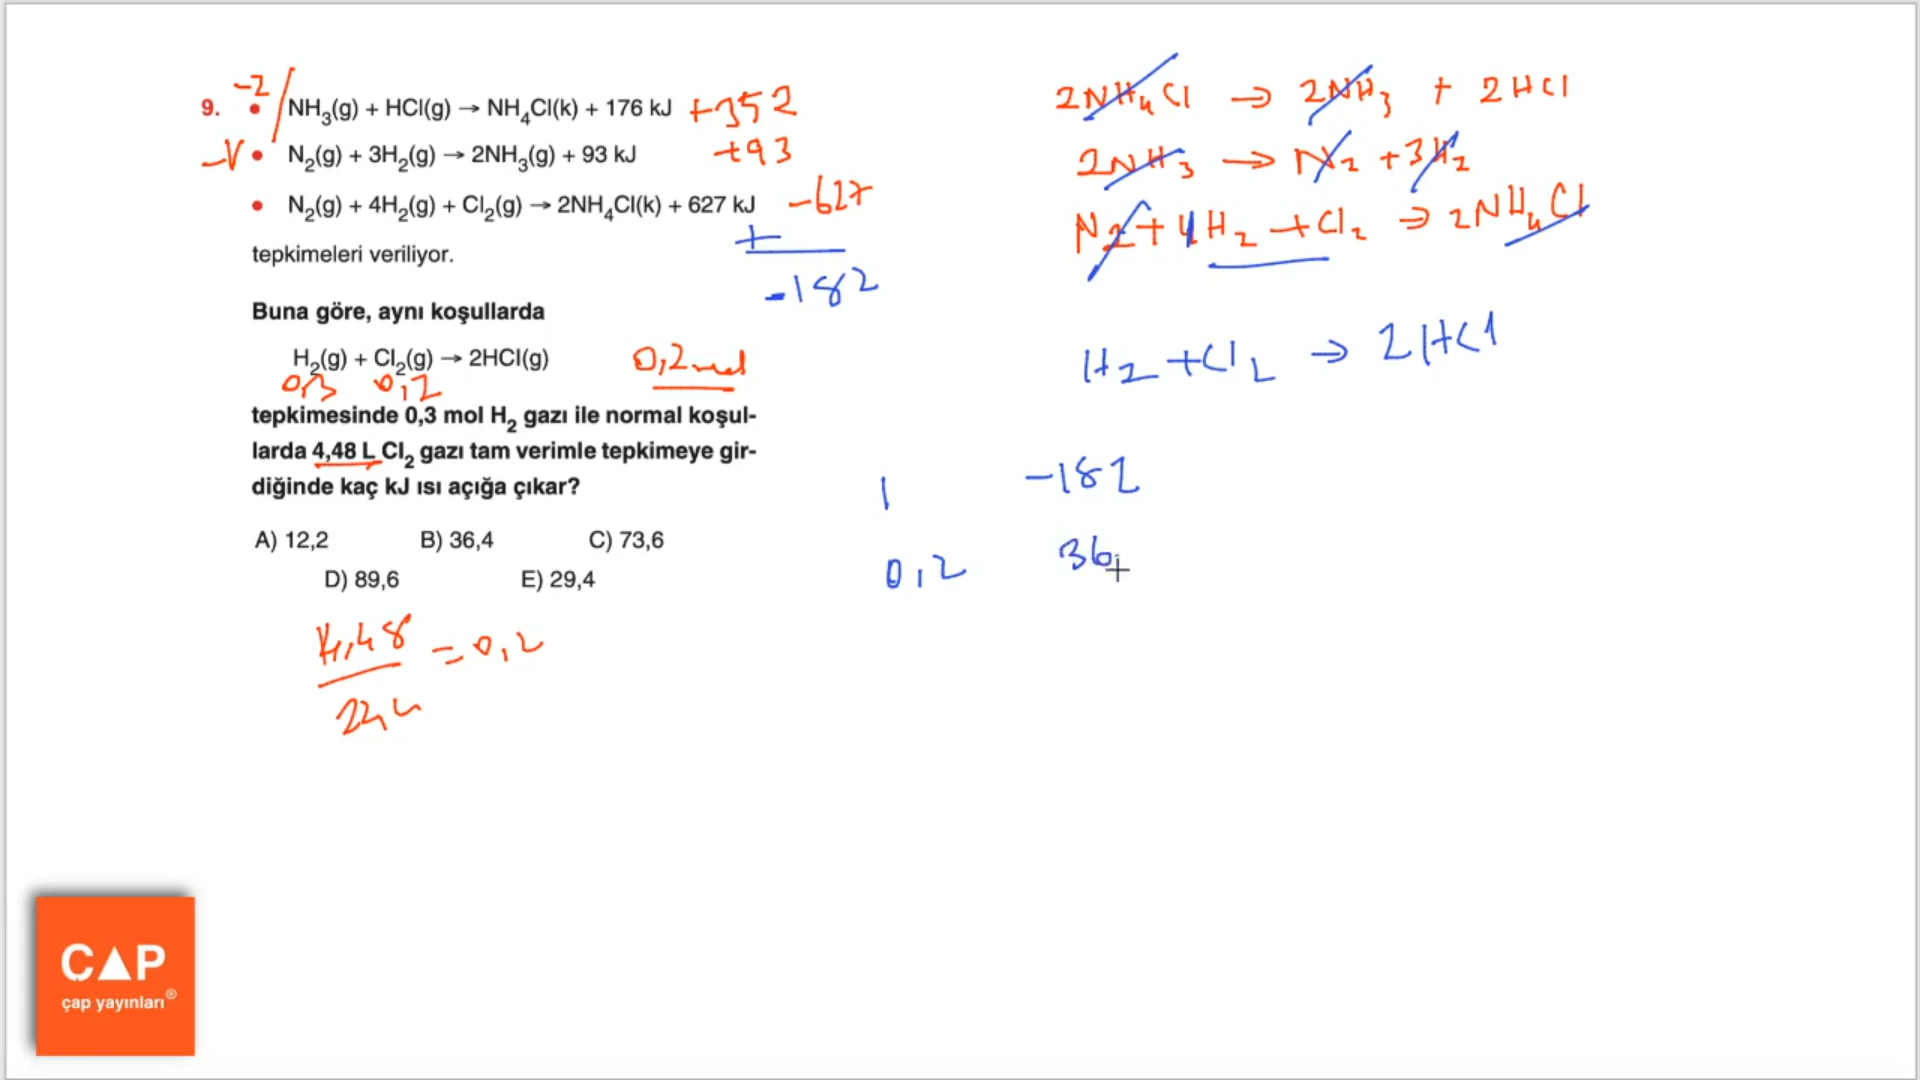 -2
9. • NH₃(g) + HCl(g) → NH₄Cl(k) + 176 kJ +352
-1 • N₂(g) + 3H₂(g) → 2NH₃(g) + 93 kJ +93
• N₂(g) + 4H₂(g) + Cl₂(g) → 2NH₄Cl(k) + 627 kJ -627
+
tepkimeleri veriliyor.
-182
Buna göre, aynı koşullarda
H₂(g) + Cl₂(g) → 2HCl(g) 0,2 mol
0,3 0,2
tepkimesinde 0,3 mol H₂ gazı ile normal koşul-
larda 4,48 L Cl₂ gazı tam verimle tepkimeye gir-
diğinde kaç kJ ısı açığa çıkar?
A) 12,2 B) 36,4 C) 73,6
D) 89,6 E) 29,4
4,48 = 0,2
22,4
2NH₄Cl → 2NH₃ + 2HCl
2NH₃ → N₂ + 3H₂
N₂ + 4H₂ + Cl₂ → 2NH₄Cl
H₂ + Cl₂ → 2HCl
1 -182
0,2 36
CAP
çap yayınları®